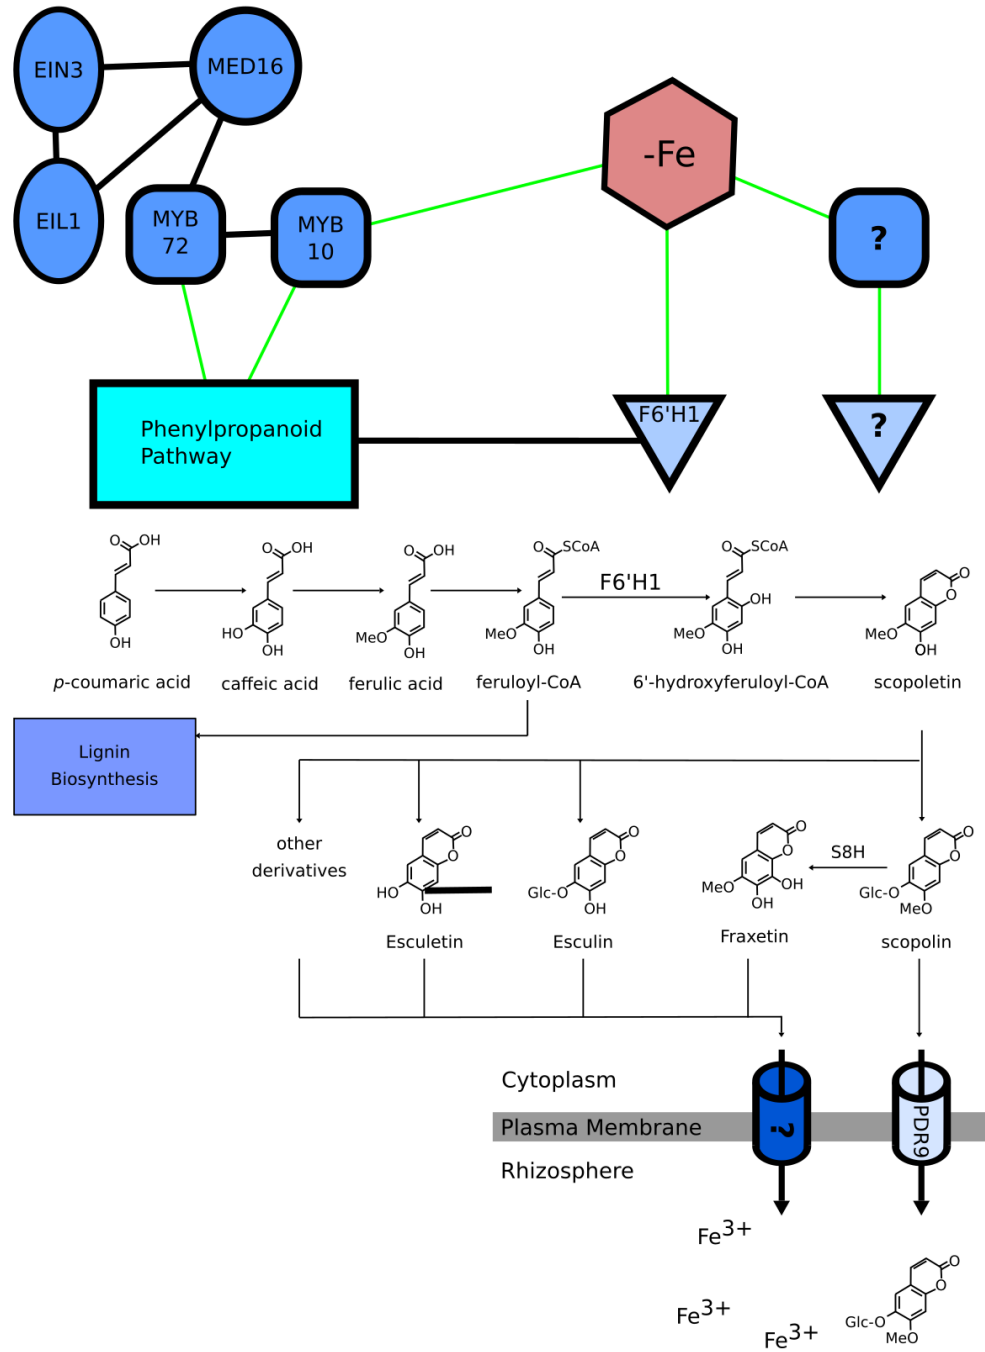 EIN3
MED16
-Fe
EIL1
MYB
72
MYB
10
?
F6'H1
?
Phenylpropanoid
Pathway
O
OH
OH
O
OH
HO
OH
O
OH
MeO
OH
O
SCoA
MeO
OH
F6'H1
O
SCoA
OH
MeO
OH
O
O
MeO
OH
p-coumaric acid
caffeic acid
ferulic acid
feruloyl-CoA
6'-hydroxyferuloyl-CoA
scopoletin
Lignin
Biosynthesis
other
derivatives
O
O
HO
OH
O
O
Glc-O
OH
O
O
MeO
OH
OH
S8H
O
O
Glc-O
MeO
Esculetin
Esculin
Fraxetin
scopolin
Cytoplasm
Plasma Membrane
Rhizosphere
?
PDR9
Fe3+
Fe3+
Fe3+
O
O
Glc-O
MeO